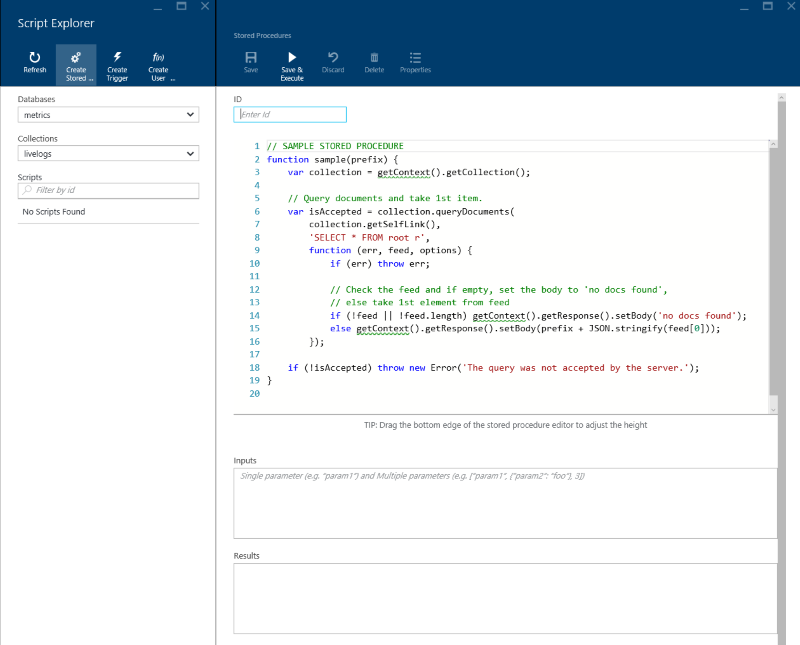 Script Explorer
Refresh
Create Stored ...
Create Trigger
Create User ...
Databases
metrics
Collections
livelogs
Scripts
Filter by id
No Scripts Found
Stored Procedures
Save
Save & Execute
Discard
Delete
Properties
ID
Enter Id
1 // SAMPLE STORED PROCEDURE
2 function sample(prefix) {
3     var collection = getContext().getCollection();
4
5     // Query documents and take 1st item.
6     var isAccepted = collection.queryDocuments(
7         collection.getSelfLink(),
8         'SELECT * FROM root r',
9         function (err, feed, options) {
10             if (err) throw err;
11
12             // Check the feed and if empty, set the body to 'no docs found',
13             // else take 1st element from feed
14             if (!feed || !feed.length) getContext().getResponse().setBody('no docs found');
15             else getContext().getResponse().setBody(prefix + JSON.stringify(feed[0]));
16         });
17
18     if (!isAccepted) throw new Error('The query was not accepted by the server.');
19 }
20
TIP: Drag the bottom edge of the stored procedure editor to adjust the height
Inputs
Single parameter (e.g. "param1") and Multiple parameters (e.g. ["param1", {"param2": "foo"}, 3])
Results